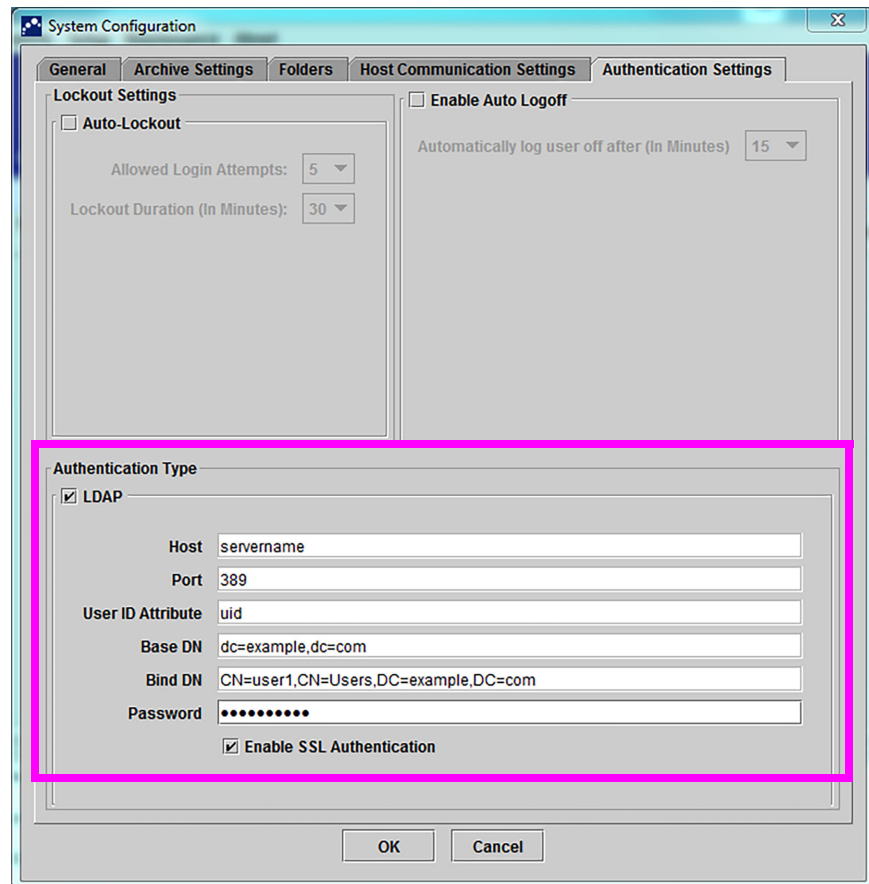 System Configuration
General Archive Settings Folders Host Communication Settings Authentication Settings
Lockout Settings
Auto-Lockout
Allowed Login Attempts: 5
Lockout Duration (In Minutes): 30
Enable Auto Logoff
Automatically log user off after (In Minutes) 15
Authentication Type
LDAP
Host servername
Port 389
User ID Attribute uid
Base DN dc=example,dc=com
Bind DN CN=user1,CN=Users,DC=example,DC=com
Password ●●●●●●●●●●
Enable SSL Authentication
OK Cancel